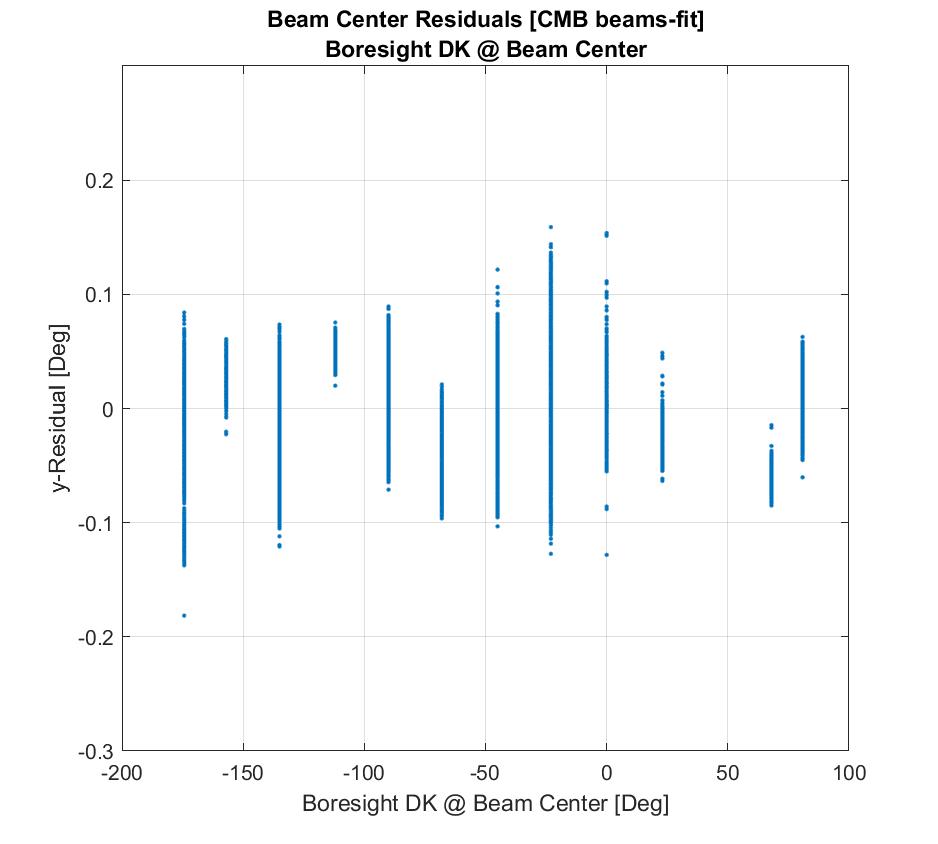 Beam Center Residuals [CMB beams-fit]
Boresight DK @ Beam Center
0.2
0.1
0
-0.1
-0.2
-0.3
y-Residual [Deg]
-200 -150 -100 -50 0 50 100
Boresight DK @ Beam Center [Deg]